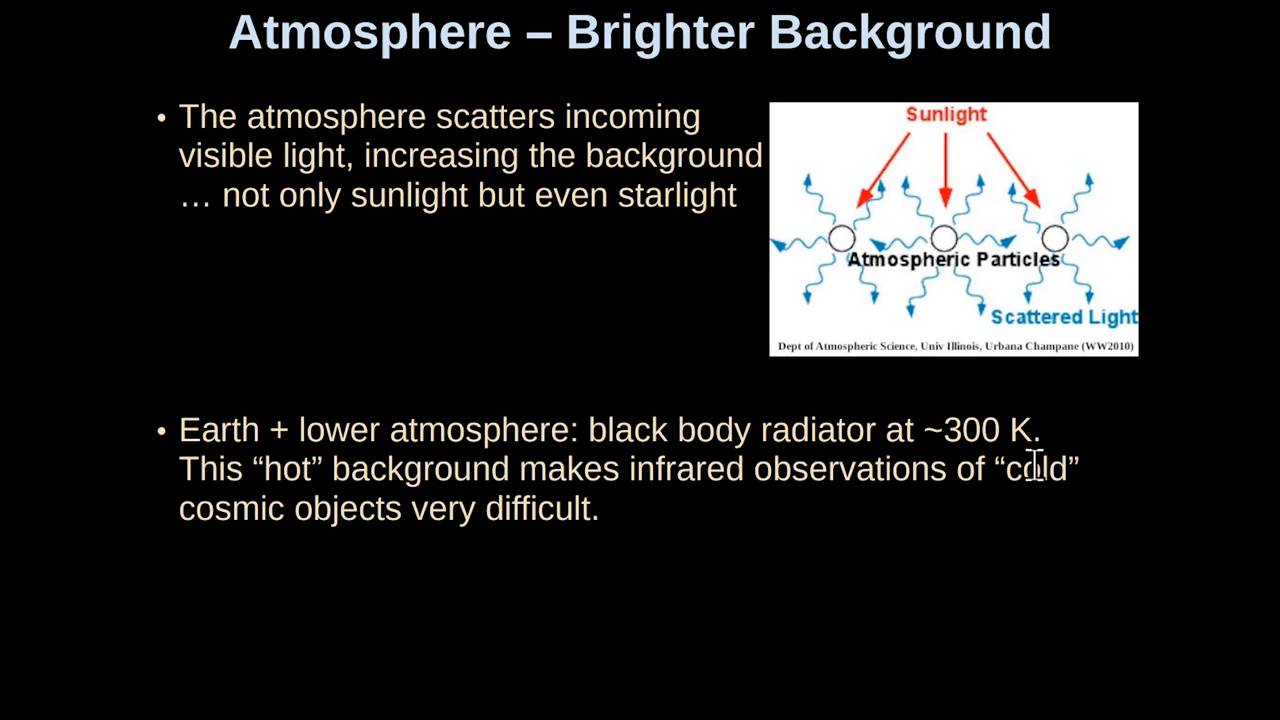 Atmosphere – Brighter Background
• The atmosphere scatters incoming
visible light, increasing the background
… not only sunlight but even starlight
Sunlight
Atmospheric Particles
Scattered Light
Dept of Atmospheric Science, Univ Illinois, Urbana Champane (WW2010)
• Earth + lower atmosphere: black body radiator at ~300 K.
This “hot” background makes infrared observations of “cold”
cosmic objects very difficult.